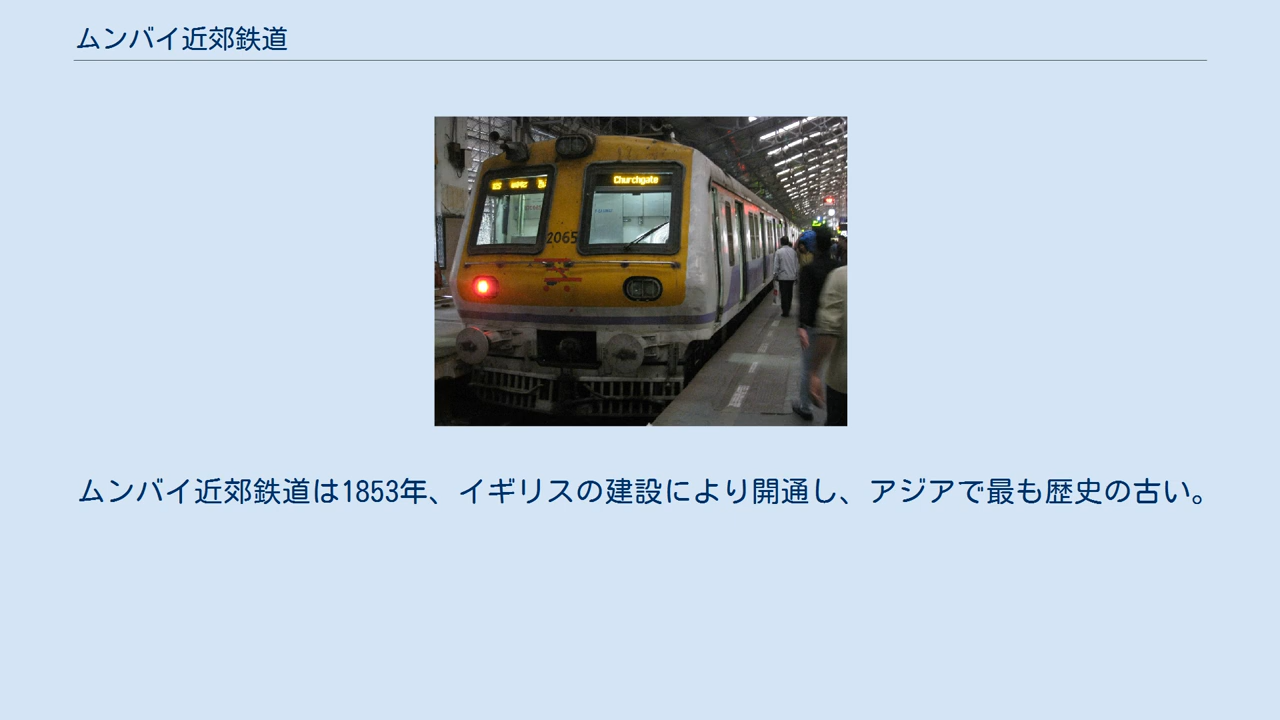 ムンバイ近郊鉄道
Churchgate
2065
ムンバイ近郊鉄道は1853年、イギリスの建設により開通し、アジアで最も歴史の古い。